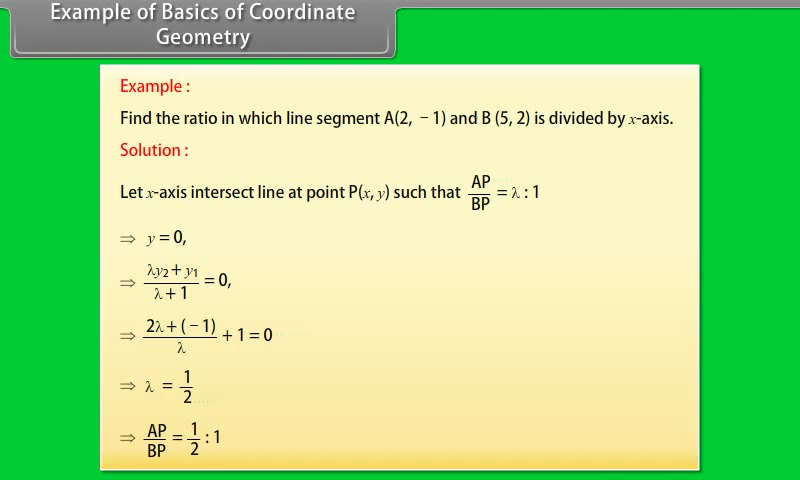 Example of Basics of Coordinate
Geometry
Example :
Find the ratio in which line segment A(2, − 1) and B (5, 2) is divided by x-axis.
Solution :
Let x-axis intersect line at point P(x, y) such that AP/BP = λ : 1
⇒ y = 0,
⇒ (λy₂ + y₁)/(λ + 1) = 0,
⇒ (2λ + ( − 1))/λ + 1 = 0
⇒ λ = 1/2
⇒ AP/BP = 1/2 : 1